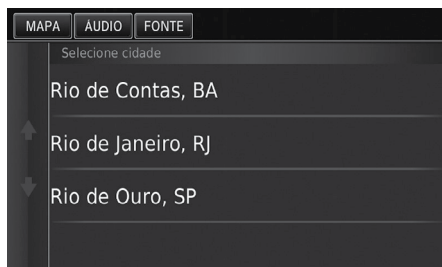 MAPA ÁUDIO FONTE
Selecione cidade
Rio de Contas, BA
Rio de Janeiro, RJ
Rio de Ouro, SP